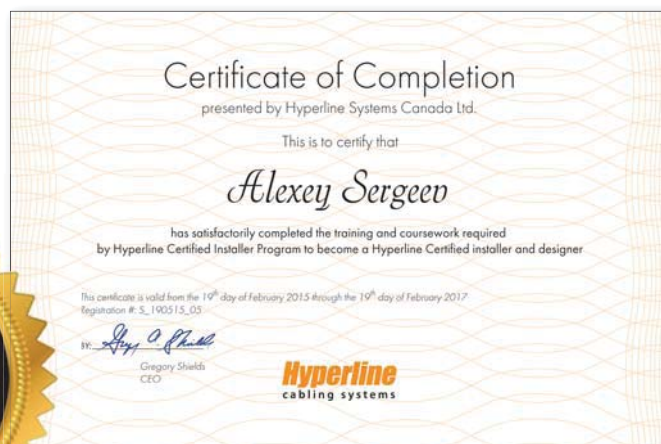 Certificate of Completion
presented by Hyperline Systems Canada Ltd.
This is to certify that
Alexey Sergeev
has satisfactorily completed the training and coursework required
by Hyperline Certified Installer Program to become a Hyperline Certified installer and designer
This certificate is valid from the 19th day of February 2015 through the 19th day of February 2017
Registration #: S_190515_05
BY:
Gregory Shields
CEO
Hyperline
cabling systems